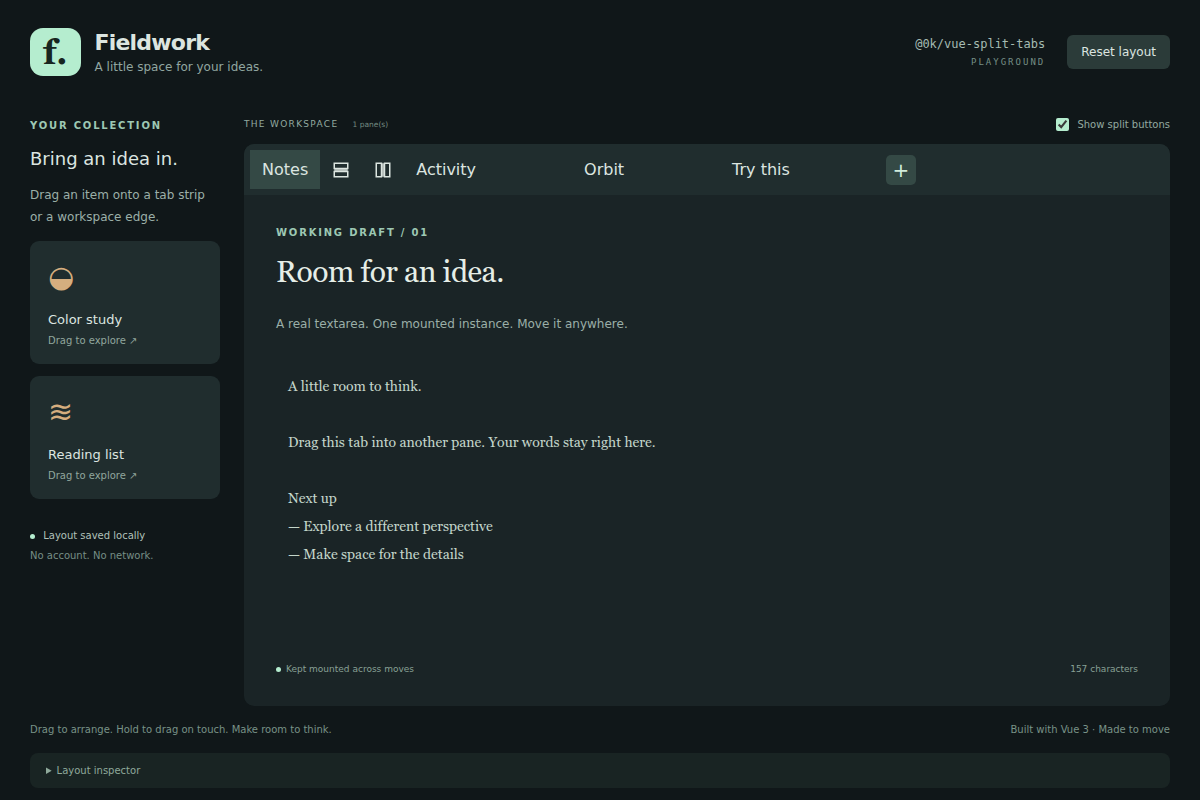 f.
Fieldwork
A little space for your ideas.
@0k/vue-split-tabs
PLAYGROUND
Reset layout
YOUR COLLECTION
Bring an idea in.
Drag an item onto a tab strip
or a workspace edge.
Color study
Drag to explore ↗
Reading list
Drag to explore ↗
Layout saved locally
No account. No network.
THE WORKSPACE 1 pane(s)
Show split buttons
Notes Activity Orbit Try this +
WORKING DRAFT / 01
Room for an idea.
A real textarea. One mounted instance. Move it anywhere.
A little room to think.
Drag this tab into another pane. Your words stay right here.
Next up
— Explore a different perspective
— Make space for the details
Kept mounted across moves
157 characters
Drag to arrange. Hold to drag on touch. Make room to think.
Built with Vue 3 · Made to move
Layout inspector